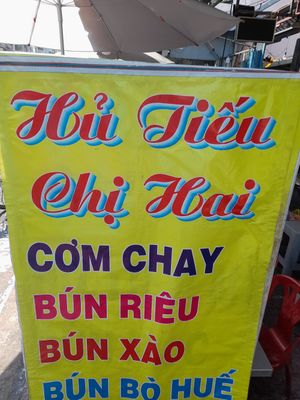 Hủ Tiếu
Chị Hai
CƠM CHAY
BÚN RIÊU
BÚN XÀO
BÚN BÒ HUẾ